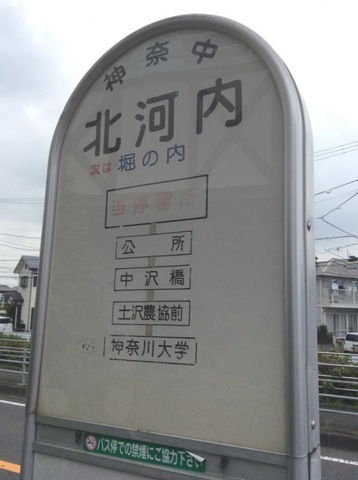 神奈中
北河内
次は 堀の内
当停留所
公所
中沢橋
土沢農協前
神奈川大学
バス停での禁煙にご協力下さい